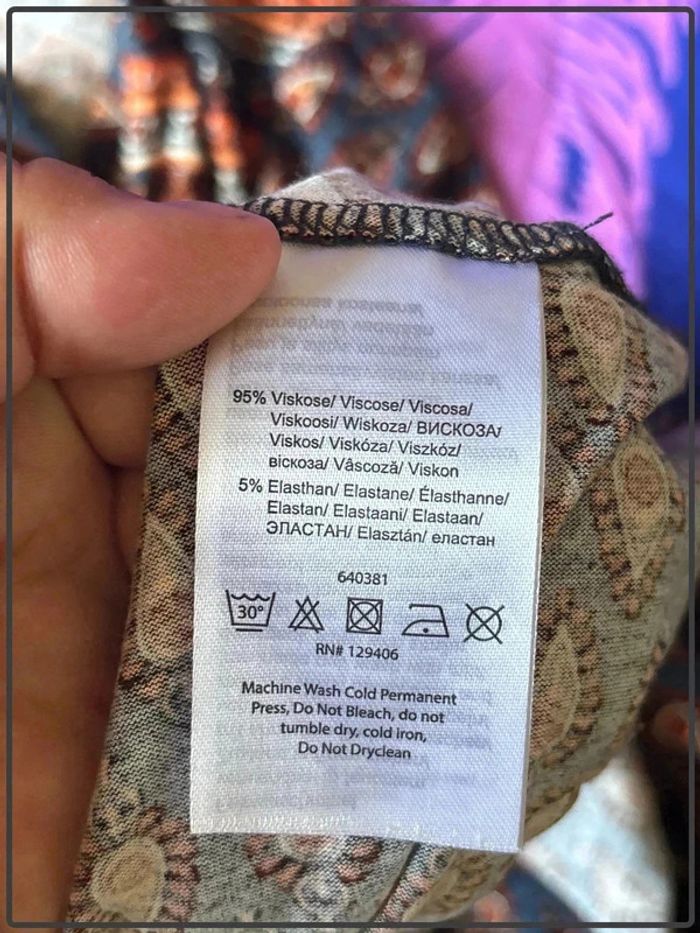 95% Viskose/ Viscose/ Viscosa/
Viskoosi/ Wiskoza/ ВИСКОЗА/
Viskos/ Viskóza/ Viszkóz/
віскоза/ Vâscoză/ Viskon
5% Elasthan/ Elastane/ Élasthanne/
Elastan/ Elastaani/ Elastaan/
ЭЛАСТАН/ Elasztán/ еластан
640381
30°
RN# 129406
Machine Wash Cold Permanent
Press, Do Not Bleach, do not
tumble dry, cold iron,
Do Not Dryclean